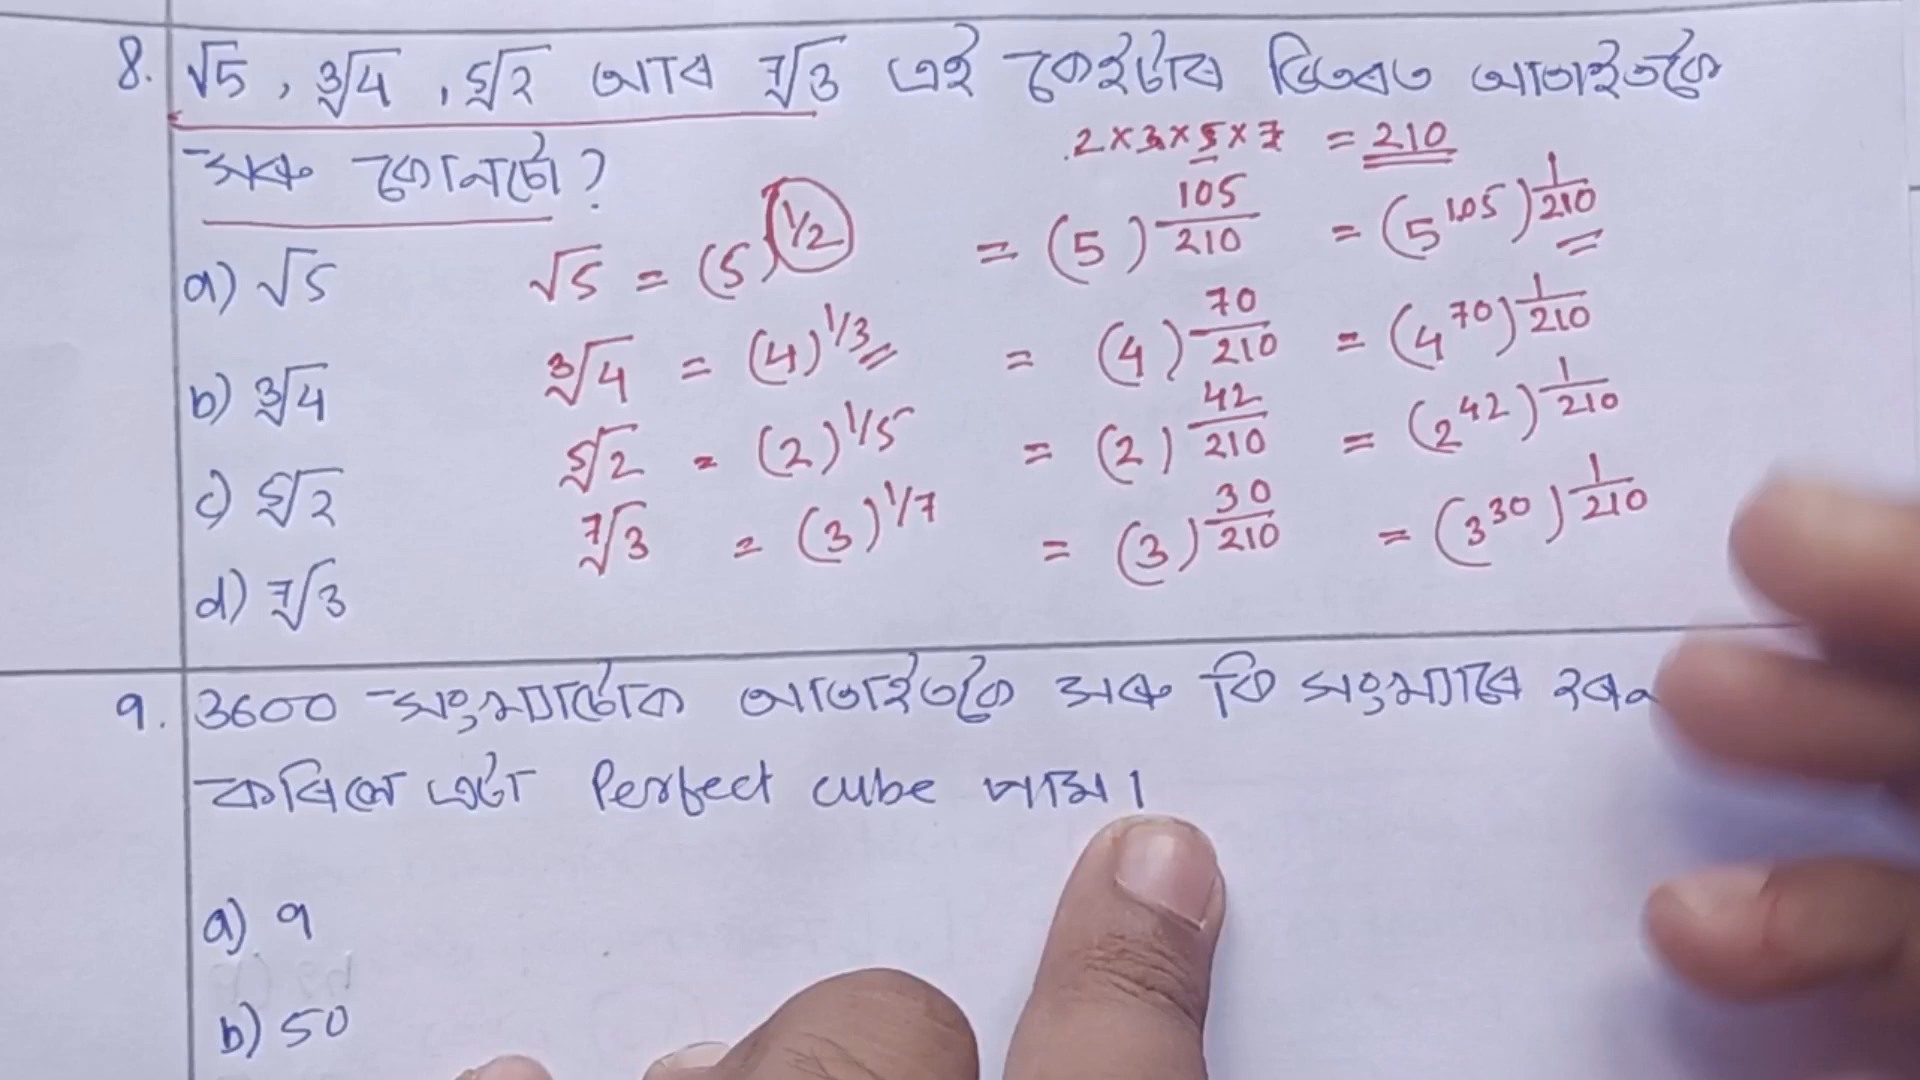 8. √5 , ∛4 , ⁵√2 আৰু ⁷√3 এই কেইটাৰ ভিতৰত আটাইতকৈ
সৰু কোনটো ?
2 × 3 × 5 × 7 = 210
a) √5
√5 = (5)^{1/2} = (5)^{105/210} = (5^{105})^{1/210}
b) ∛4
∛4 = (4)^{1/3} = (4)^{70/210} = (4^{70})^{1/210}
c) ⁵√2
⁵√2 = (2)^{1/5} = (2)^{42/210} = (2^{42})^{1/210}
d) ⁷√3
⁷√3 = (3)^{1/7} = (3)^{30/210} = (3^{30})^{1/210}
9. 3600 সংখ্যাটোক আটাইতকৈ সৰু কি সংখ্যাৰে হৰণ
কৰিলে এটা Perfect cube পাম।
a) 9
b) 50